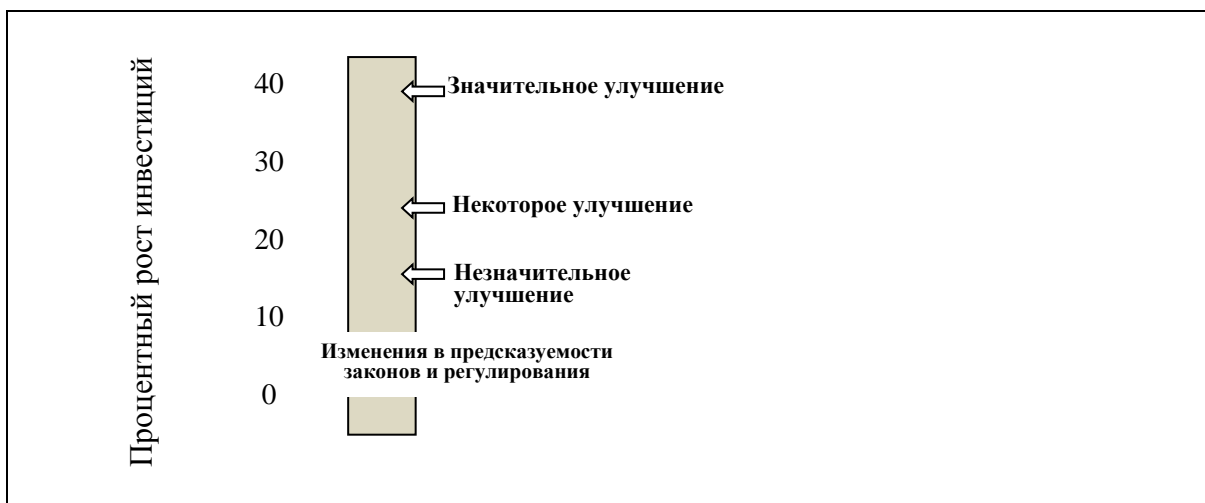 Процентный рост инвестиций
40
Значительное улучшение
30
Некоторое улучшение
20
Незначительное
улучшение
10
Изменения в предсказуемости
законов и регулирования
0